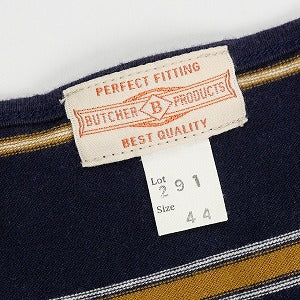 PERFECT FITTING
BUTCHER B PRODUCTS
BEST QUALITY
Lot
291
Size
44